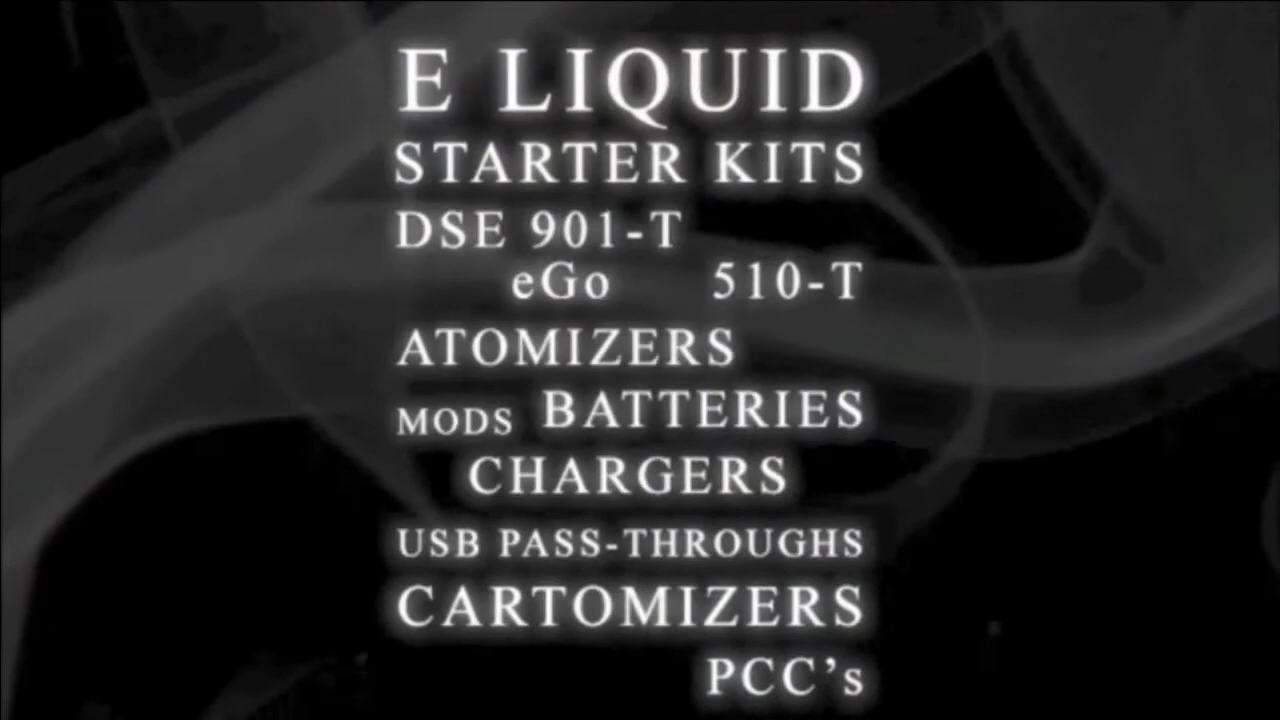 E LIQUID
STARTER KITS
DSE 901-T
eGo 510-T
ATOMIZERS
MODS BATTERIES
CHARGERS
USB PASS-THROUGHS
CARTOMIZERS
PCC's